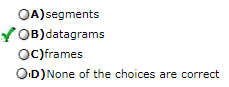 A)segments
B)datagrams
C)frames
D)None of the choices are correct